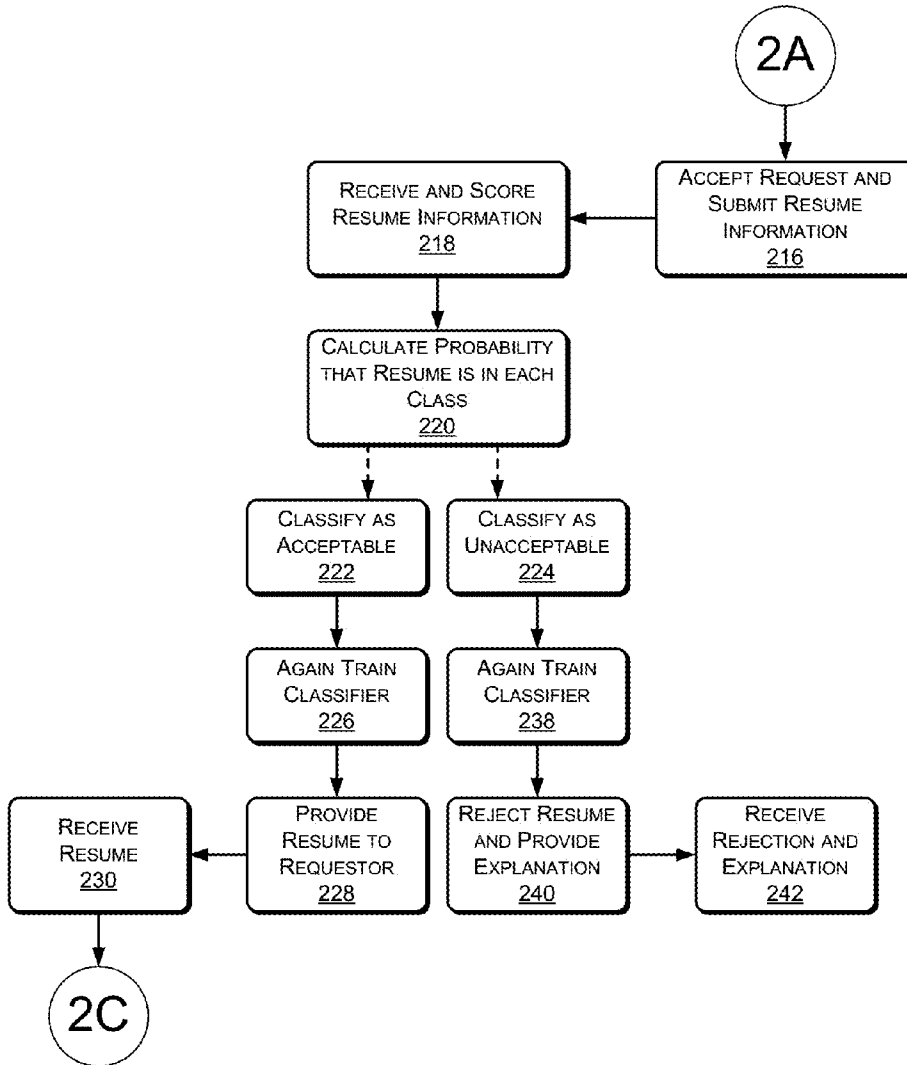 2A
ACCEPT REQUEST AND
SUBMIT RESUME
INFORMATION
216
RECEIVE AND SCORE
RESUME INFORMATION
218
CALCULATE PROBABILITY
THAT RESUME IS IN EACH
CLASS
220
CLASSIFY AS
ACCEPTABLE
222
CLASSIFY AS
UNACCEPTABLE
224
AGAIN TRAIN
CLASSIFIER
226
AGAIN TRAIN
CLASSIFIER
238
RECEIVE
RESUME
230
PROVIDE
RESUME TO
REQUESTOR
228
REJECT RESUME
AND PROVIDE
EXPLANATION
240
RECEIVE
REJECTION AND
EXPLANATION
242
2C